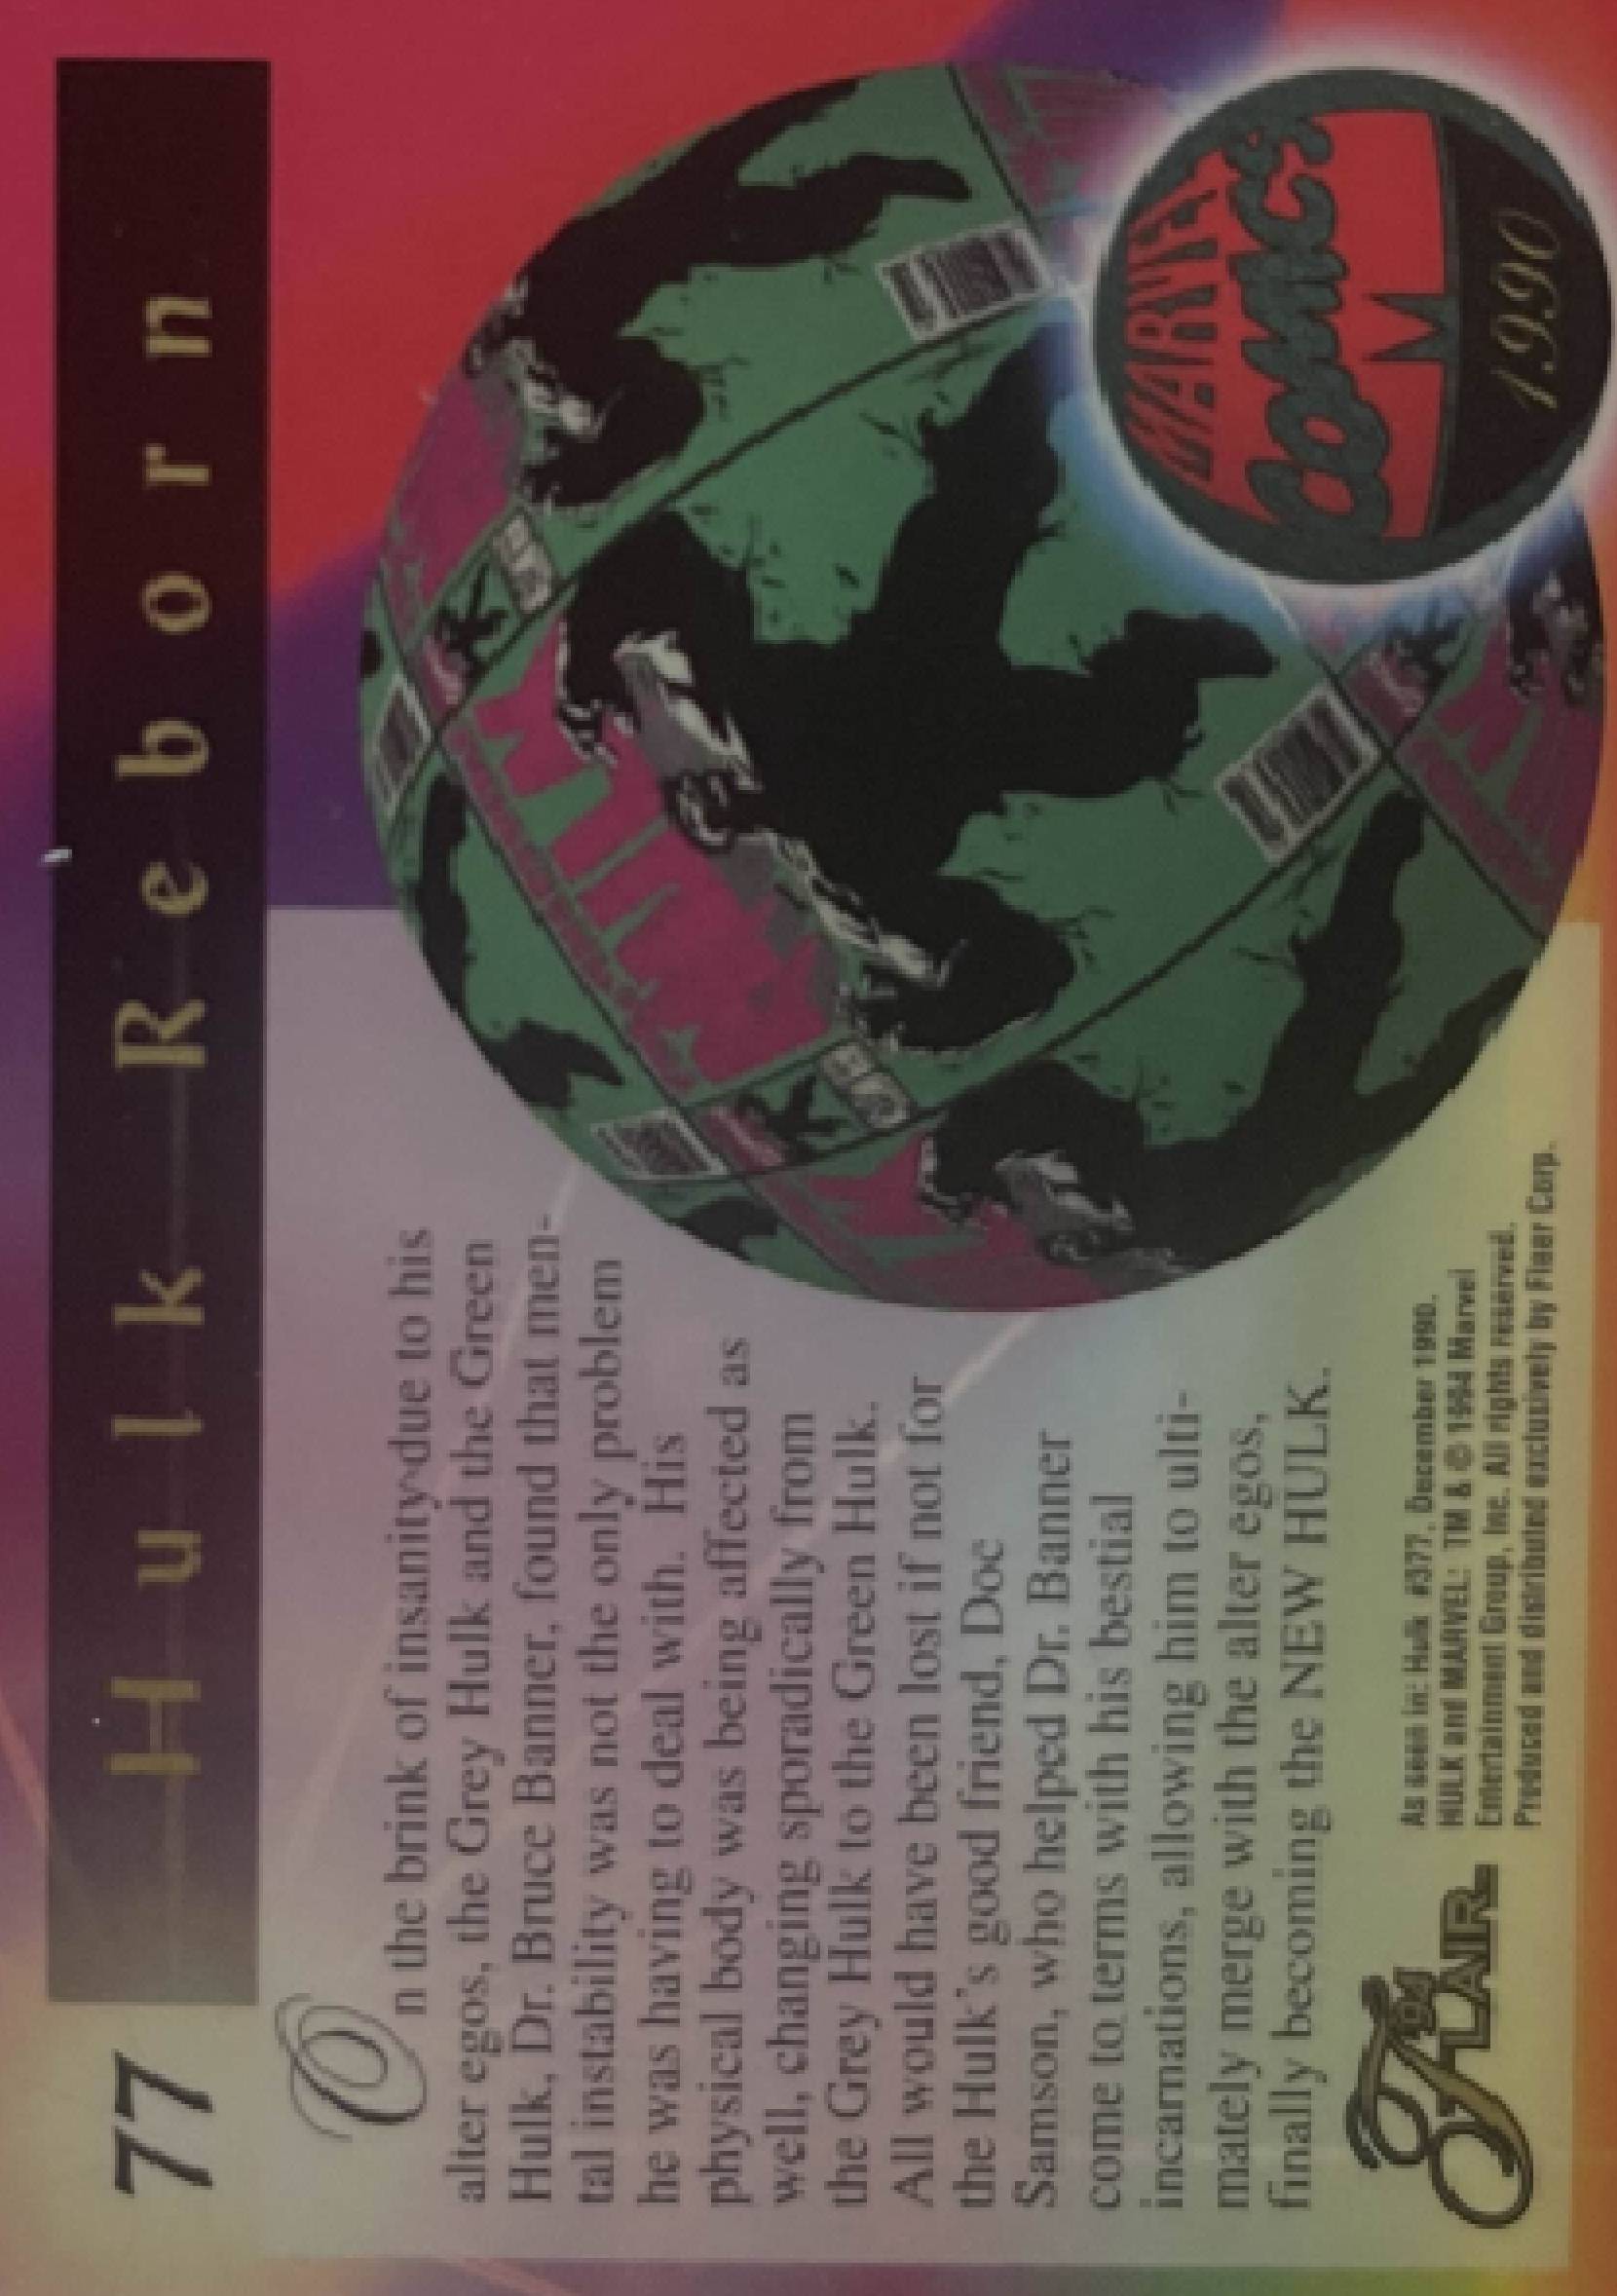 77
Hulk Reborn
On the brink of insanity due to his
alter egos, the Grey Hulk and the Green
Hulk, Dr. Bruce Banner, found that men-
tal instability was not the only problem
he was having to deal with. His
physical body was being affected as
well, changing sporadically from
the Grey Hulk to the Green Hulk.
All would have been lost if not for
the Hulk's good friend, Doc
Samson, who helped Dr. Banner
come to terms with his bestial
incarnations, allowing him to ulti-
mately merge with the alter egos,
finally becoming the NEW HULK.
HULK
MARVEL
COMICS
M
1990
'94
FLAIR
As seen in: Hulk #377, December 1990.
HULK and MARVEL: TM & © 1994 Marvel
Entertainment Group, Inc. All rights reserved.
Produced and distributed exclusively by Fleer Corp.